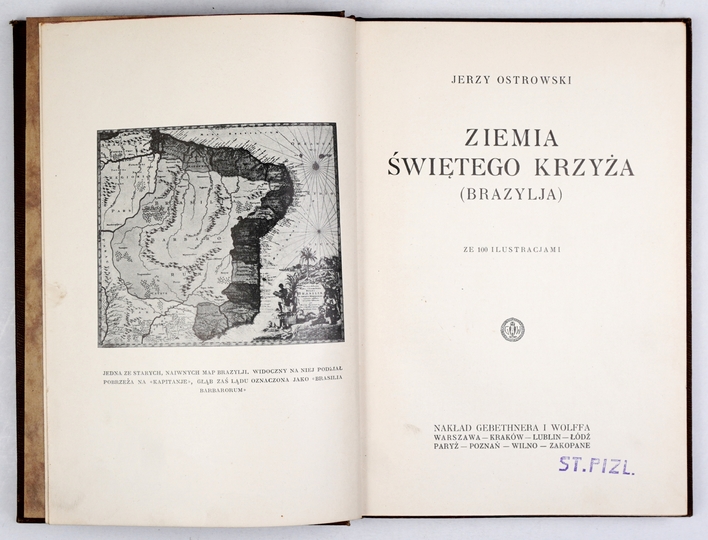 JEDNA ZE STARYCH, NAIWNYCH MAP BRAZYLJI. WIDOCZNY NA NIEJ PODZIAŁ
POBRZEŻA NA «KAPITANJE», GŁĄB ZAŚ LĄDU OZNACZONA JAKO «BRASILIA
BARBARORUM»
JERZY OSTROWSKI
ZIEMIA
ŚWIĘTEGO KRZYŻA
(BRAZYLJA)
ZE 100 ILUSTRACJAMI
NAKŁAD GEBETHNERA I WOLFFA
WARSZAWA — KRAKÓW — LUBLIN — ŁÓDŹ
PARYŻ — POZNAŃ — WILNO — ZAKOPANE
ST.PIZL.